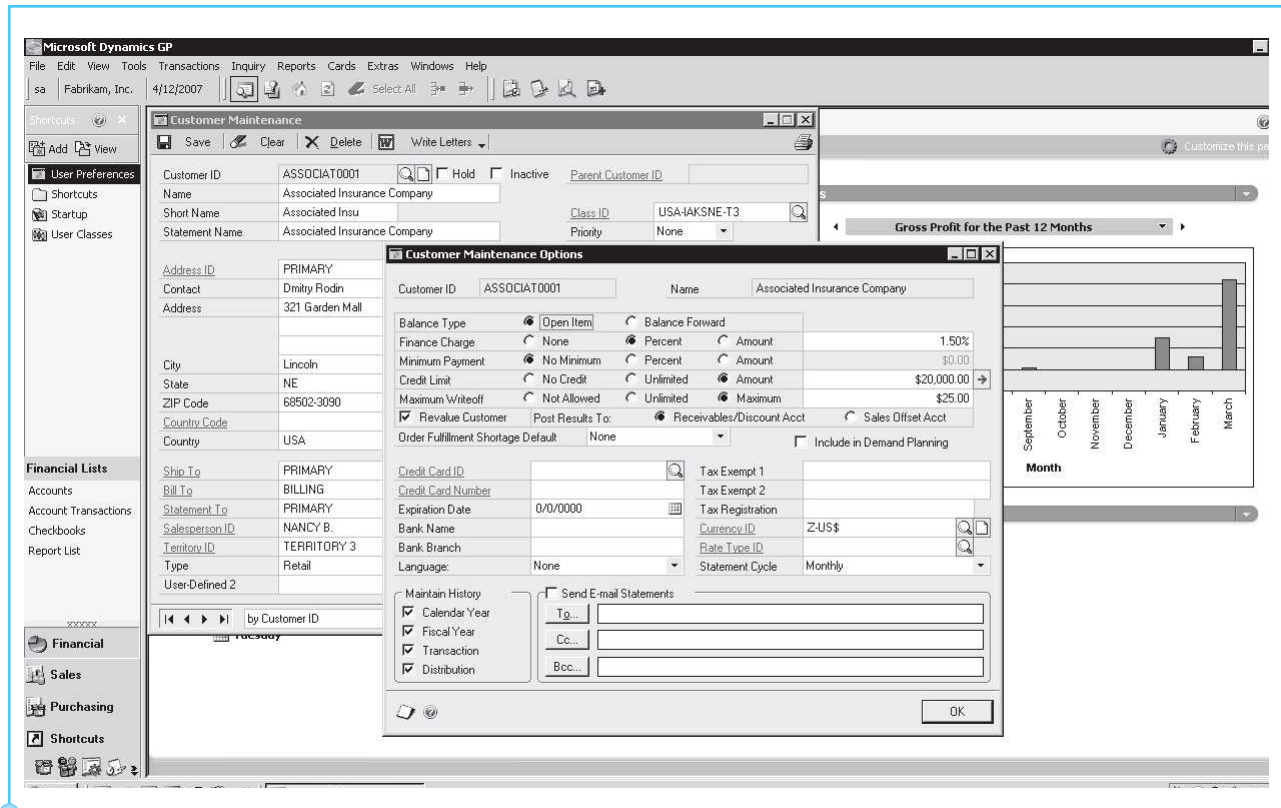 Microsoft Dynamics GP
File Edit View Tools Transactions Inquiry Reports Cards Extras Windows Help
sa Fabrikam, Inc. 4/12/2007 Select All
Shortcuts
Add View
User Preferences
Shortcuts
Startup
User Classes
Financial Lists
Accounts
Account Transactions
Checkbooks
Report List
Financial
Sales
Purchasing
Shortcuts
Customer Maintenance
Save Clear Delete Write Letters
Customer ID ASSOCIAT0001 Hold Inactive Parent Customer ID
Name Associated Insurance Company
Short Name Associated Insu Class ID USA-IAKSNE-T3
Statement Name Associated Insurance Company Priority None
Address ID PRIMARY
Contact Dmitry Rodin
Address 321 Garden Mall
City Lincoln
State NE
ZIP Code 68502-3090
Country Code
Country USA
Ship To PRIMARY
Bill To BILLING
Statement To PRIMARY
Salesperson ID NANCY B.
Territory ID TERRITORY 3
Type Retail
User-Defined 2
by Customer ID
Tuesday
Customer Maintenance Options
Customer ID ASSOCIAT0001 Name Associated Insurance Company
Balance Type Open Item Balance Forward
Finance Charge None Percent Amount 1.50%
Minimum Payment No Minimum Percent Amount $0.00
Credit Limit No Credit Unlimited Amount $20,000.00
Maximum Writeoff Not Allowed Unlimited Maximum $25.00
Revalue Customer Post Results To: Receivables/Discount Acct Sales Offset Acct
Order Fulfillment Shortage Default None Include in Demand Planning
Credit Card ID Tax Exempt 1
Credit Card Number Tax Exempt 2
Expiration Date 0/0/0000 Tax Registration
Bank Name Currency ID Z-US$
Bank Branch Rate Type ID
Language: None Statement Cycle Monthly
Maintain History Send E-mail Statements
Calendar Year To...
Fiscal Year Cc...
Transaction
Distribution Bcc...
OK
Customize this pa
Gross Profit for the Past 12 Months
September October November December January February March
Month